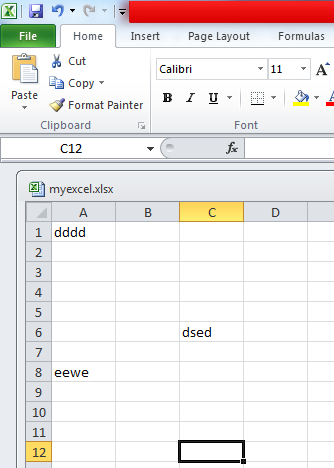 File Home Insert Page Layout Formulas
Cut
Copy
Paste
Format Painter
Calibri 11 A
B I U A
Clipboard Font
C12 fx
myexcel.xlsx
A B C D
1 dddd
2
3
4
5
6 dsed
7
8 eewe
9
10
11
12